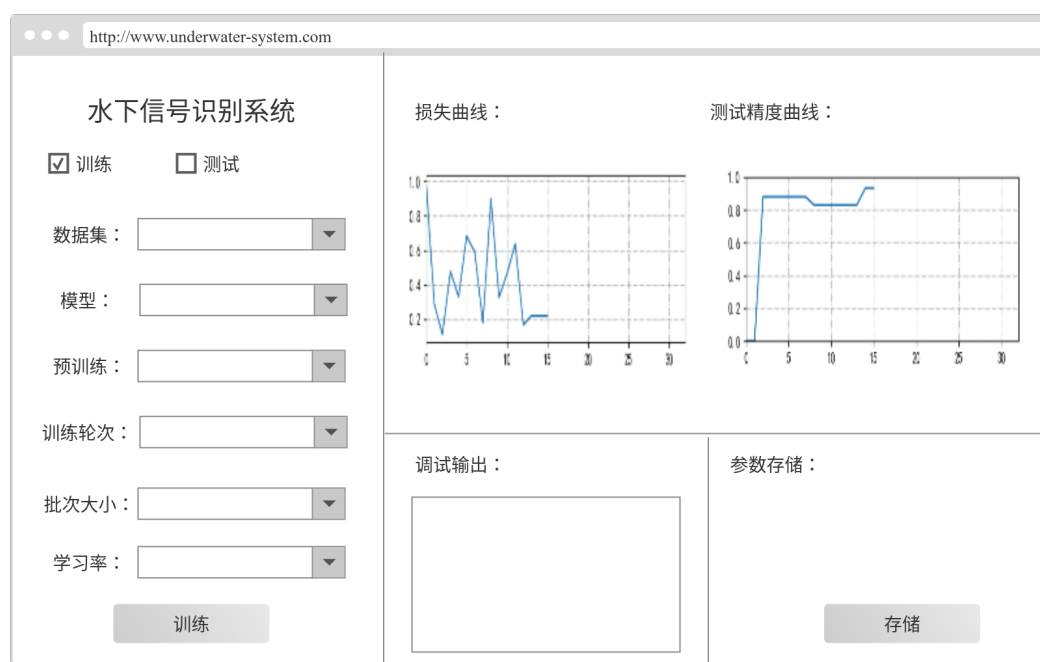 http://www.underwater-system.com
水下信号识别系统
训练
测试
数据集：
模型：
预训练：
训练轮次：
批次大小：
学习率：
训练
损失曲线：
1.0
0.8
0.6
0.4
0.2
0 5 10 15 20 25 30
测试精度曲线：
1.0
0.8
0.6
0.4
0.2
0.0
0 5 10 15 20 25 30
调试输出：
参数存储：
存储